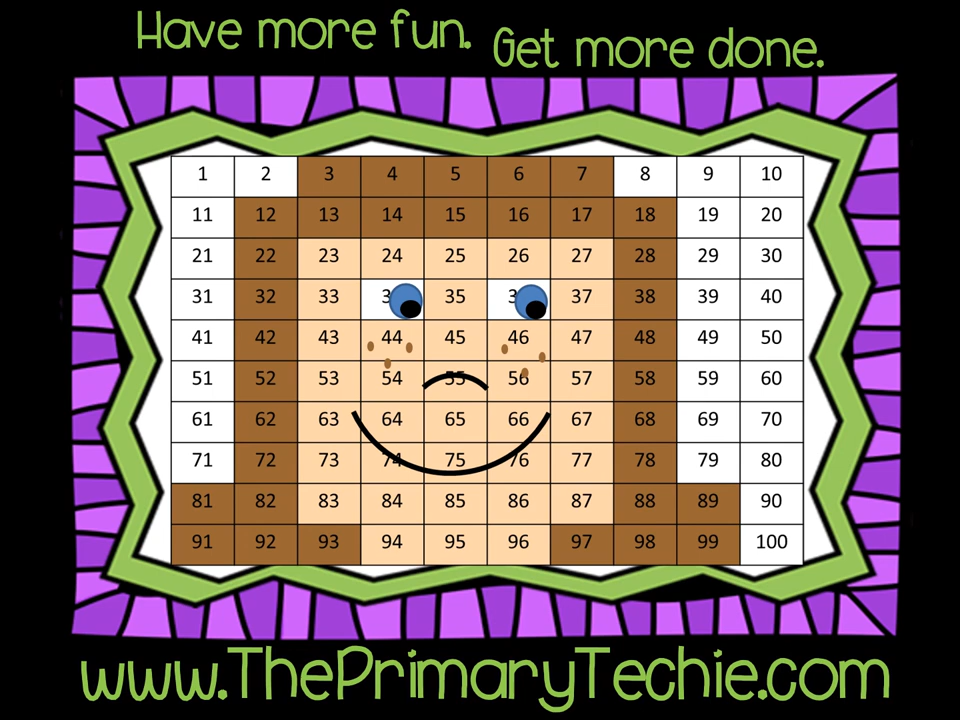 Have more fun. Get more done.
1 2 3 4 5 6 7 8 9 10
11 12 13 14 15 16 17 18 19 20
21 22 23 24 25 26 27 28 29 30
31 32 33 35 37 38 39 40
41 42 43 44 45 46 47 48 49 50
51 52 53 54 55 56 57 58 59 60
61 62 63 64 65 66 67 68 69 70
71 72 73 74 75 76 77 78 79 80
81 82 83 84 85 86 87 88 89 90
91 92 93 94 95 96 97 98 99 100
www.ThePrimaryTechie.com